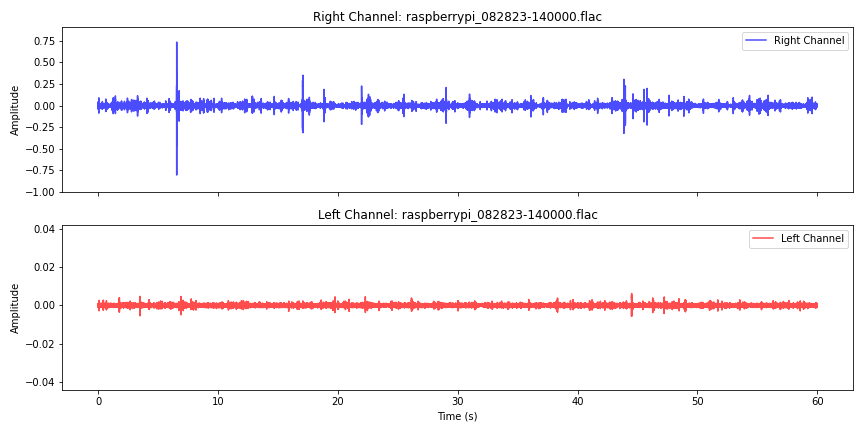 Right Channel: raspberrypi_082823-140000.flac
Right Channel
Amplitude
0.75
0.50
0.25
0.00
−0.25
−0.50
−0.75
−1.00
Left Channel: raspberrypi_082823-140000.flac
Left Channel
Amplitude
0.04
0.02
0.00
−0.02
−0.04
0 10 20 30 40 50 60
Time (s)